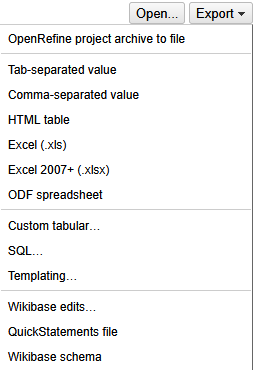 Open... Export
OpenRefine project archive to file
Tab-separated value
Comma-separated value
HTML table
Excel (.xls)
Excel 2007+ (.xlsx)
ODF spreadsheet
Custom tabular...
SQL...
Templating...
Wikibase edits...
QuickStatements file
Wikibase schema